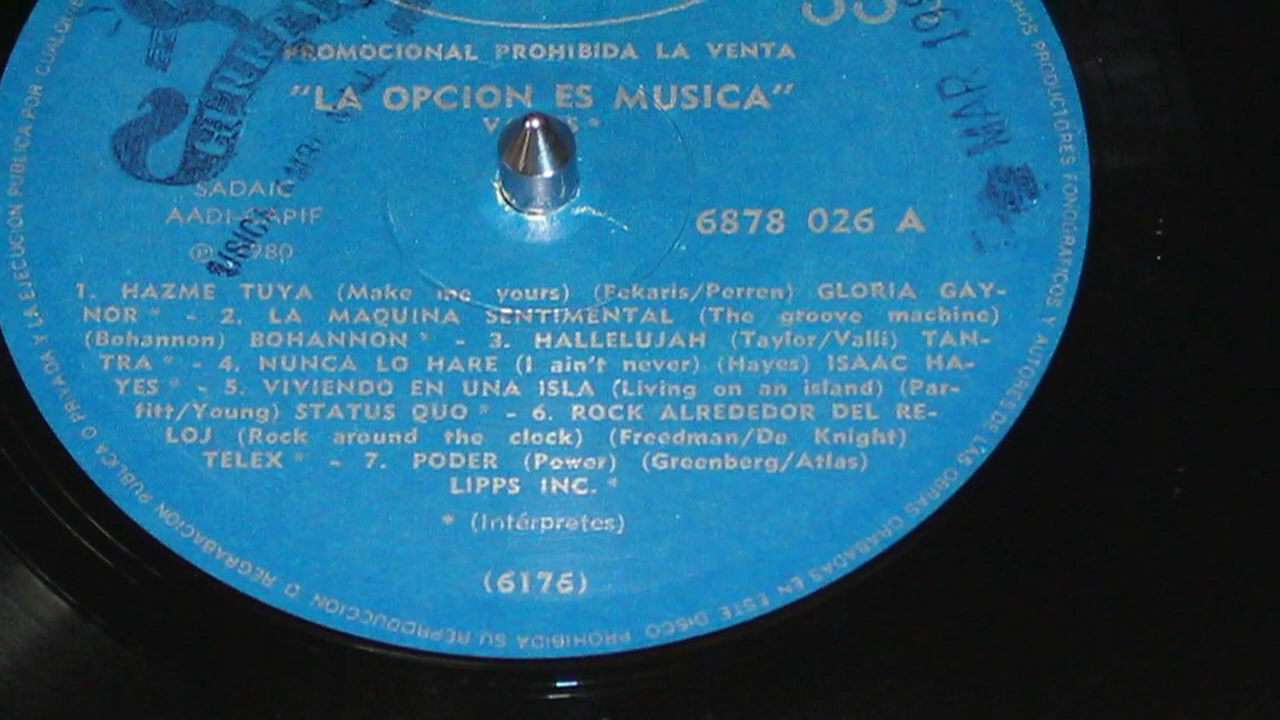 33
PROMOCIONAL PROHIBIDA LA VENTA
"LA OPCION ES MUSICA"
SADAIC
AADI-CAPIF
6878 026 A
℗ 1980
1. HAZME TUYA (Make me yours) (Fekaris/Perren) GLORIA GAY-
NOR * - 2. LA MAQUINA SENTIMENTAL (The groove machine)
(Bohannon) BOHANNON * - 3. HALLELUJAH (Taylor/Valli) TAN-
TRA * - 4. NUNCA LO HARE (I ain't never) (Hayes) ISAAC HA-
YES * - 5. VIVIENDO EN UNA ISLA (Living on an island) (Par-
fitt/Young) STATUS QUO * - 6. ROCK ALREDEDOR DEL RE-
LOJ (Rock around the clock) (Freedman/De Knight)
TELEX * - 7. PODER (Power) (Greenberg/Atlas)
LIPPS INC. *
* (Intérpretes)
(6176)
MAR
FONOGRAFICOS Y AUTORES DE LAS OBRAS GRABADAS EN ESTE DISCO PROHIBIDA SU REPRODUCCION O REGRABACION PUBLICA O PRIVADA Y LA EJECUCION PUBLICA POR CUALQUIE